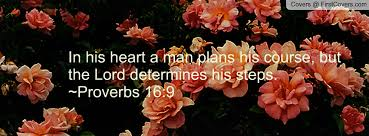 Covers @ FirstCovers.com
In his heart a man plans his course, but
the Lord determines his steps.
~Proverbs 16:9